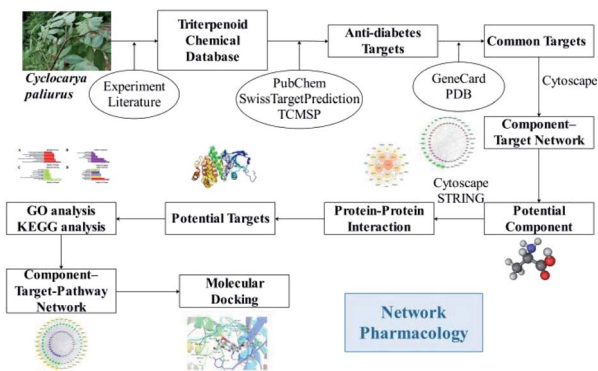 Cyclocarya
paliurus
Experiment
Literature
Triterpenoid
Chemical
Database
PubChem
SwissTargetPrediction
TCMSP
Anti-diabetes
Targets
GeneCard
PDB
Common Targets
Cytoscape
Component–
Target Network
Cytoscape
STRING
Potential
Component
Protein-Protein
Interaction
Potential Targets
GO analysis
KEGG analysis
Component–
Target-Pathway
Network
Molecular
Docking
Network
Pharmacology